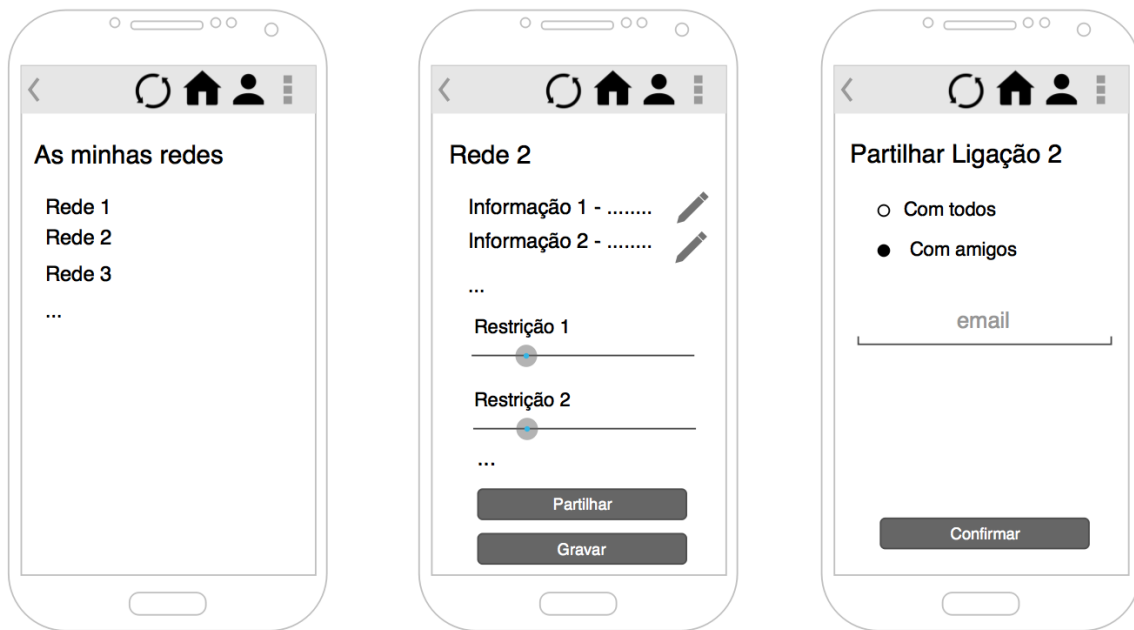 As minhas redes
Rede 1
Rede 2
Rede 3
...
Rede 2
Informação 1 - ........
Informação 2 - ........
...
Restrição 1
Restrição 2
...
Partilhar
Gravar
Partilhar Ligação 2
Com todos
Com amigos
email
Confirmar